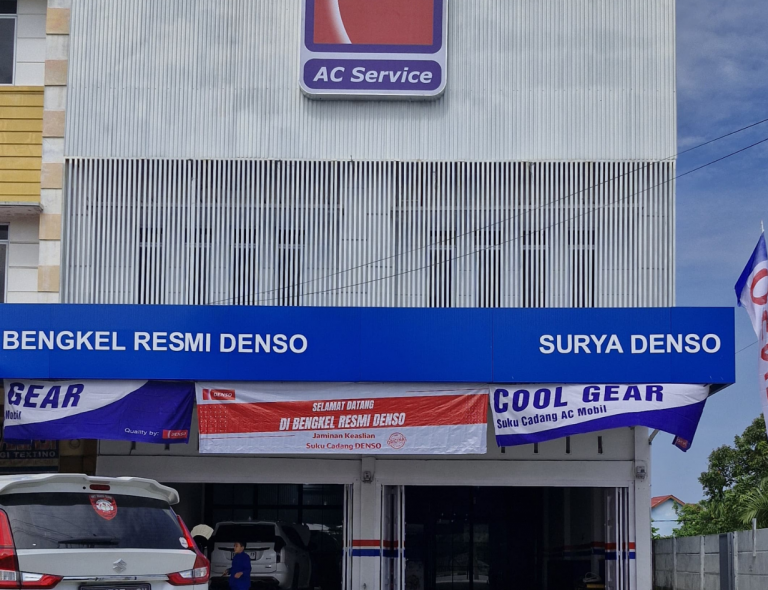 AC Service
BENGKEL RESMI DENSO
SURYA DENSO
GEAR
Mobil
Quality by: DENSO
DENSO
SELAMAT DATANG
DI BENGKEL RESMI DENSO
Jaminan Keaslian
Suku Cadang DENSO
COOL GEAR
Suku Cadang AC Mobil